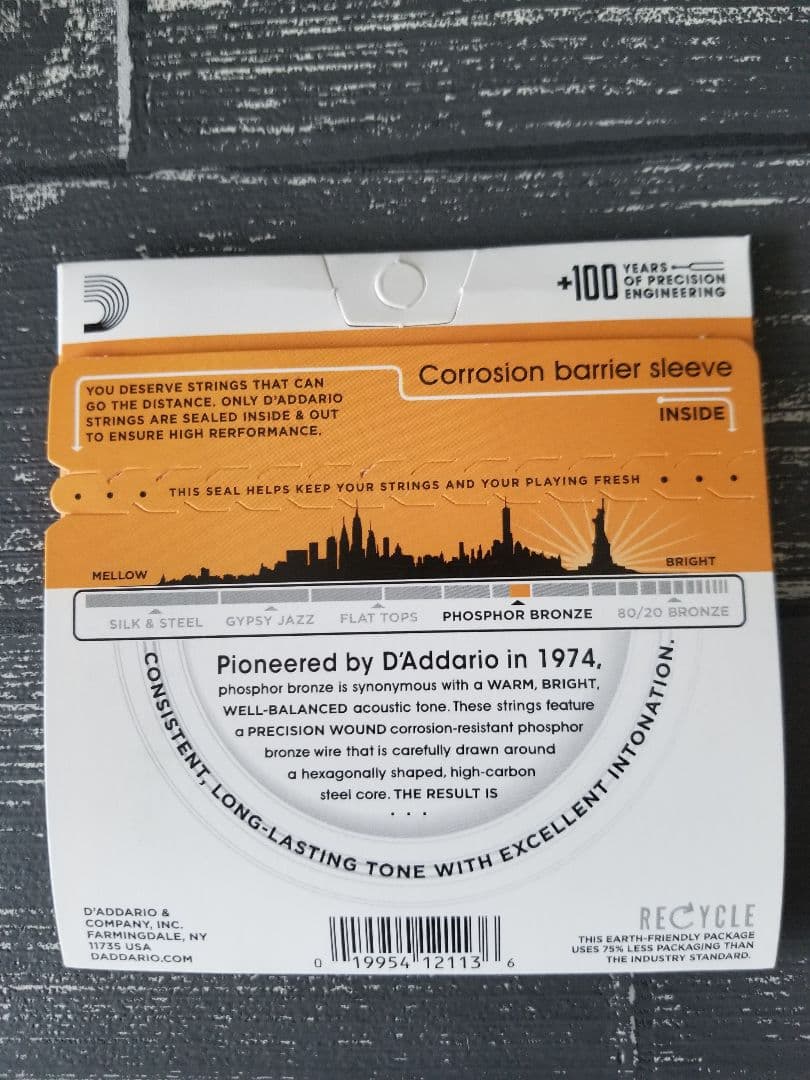 +100 YEARS
OF PRECISION
ENGINEERING
Corrosion barrier sleeve
INSIDE
YOU DESERVE STRINGS THAT CAN
GO THE DISTANCE. ONLY D'ADDARIO
STRINGS ARE SEALED INSIDE & OUT
TO ENSURE HIGH RERFORMANCE.
• • • THIS SEAL HELPS KEEP YOUR STRINGS AND YOUR PLAYING FRESH • • •
MELLOW
BRIGHT
SILK & STEEL GYPSY JAZZ FLAT TOPS PHOSPHOR BRONZE 80/20 BRONZE
Pioneered by D'Addario in 1974,
phosphor bronze is synonymous with a WARM, BRIGHT,
WELL-BALANCED acoustic tone. These strings feature
a PRECISION WOUND corrosion-resistant phosphor
bronze wire that is carefully drawn around
a hexagonally shaped, high-carbon
steel core. THE RESULT IS
. . .
CONSISTENT, LONG-LASTING TONE WITH EXCELLENT INTONATION.
D'ADDARIO &
COMPANY, INC.
FARMINGDALE, NY
11735 USA
DADDARIO.COM
0 19954 12113 6
RECYCLE
THIS EARTH-FRIENDLY PACKAGE
USES 75% LESS PACKAGING THAN
THE INDUSTRY STANDARD.